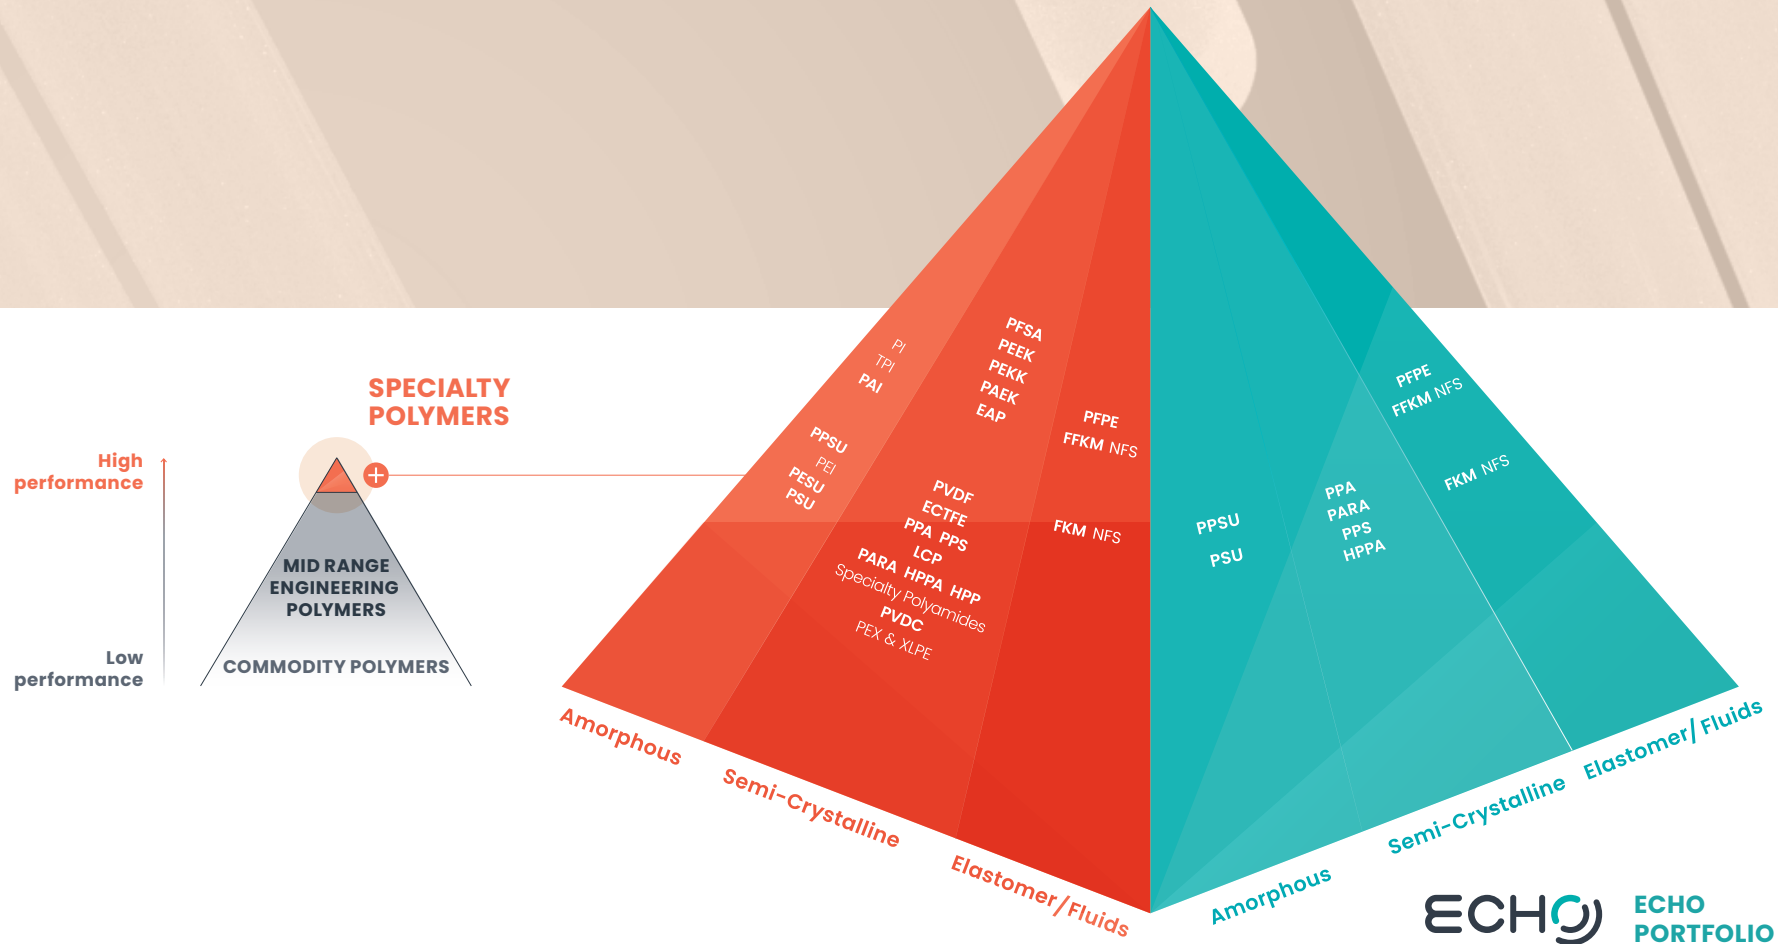 SPECIALTY
POLYMERS
High
performance
Low
performance
MID RANGE
ENGINEERING
POLYMERS
COMMODITY POLYMERS
PI
TPI
PAI
PPSU
PEI
PESU
PSU
PFSA
PEEK
PEKK
PAEK
EAP
PVDF
ECTFE
PPA PPS
LCP
PARA HPPA HPP
Specialty Polyamides
PVDC
PEX & XLPE
PFPE
FFKM NFS
FKM NFS
PPSU
PSU
PPA
PARA
PPS
HPPA
PFPE
FFKM NFS
FKM NFS
Amorphous
Semi-Crystalline
Elastomer/Fluids
Amorphous
Semi-Crystalline
Elastomer/Fluids
ECHO
ECHO
PORTFOLIO